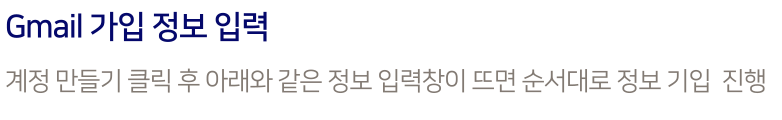 Gmail 가입 정보 입력
계정 만들기 클릭 후 아래와 같은 정보 입력창이 뜨면 순서대로 정보 기입 진행